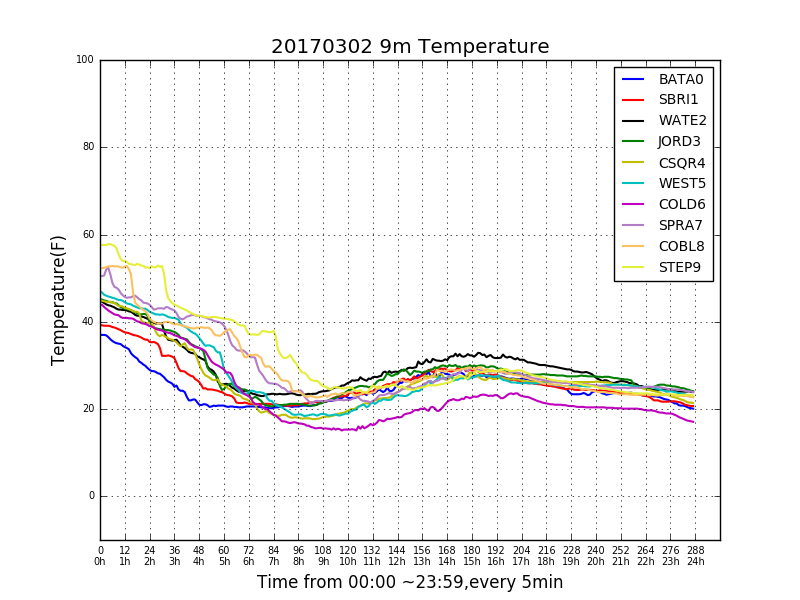 20170302 9m Temperature
100
80
60
40
20
0
Temperature(F)
BATA0
SBRI1
WATE2
JORD3
CSQR4
WEST5
COLD6
SPRA7
COBL8
STEP9
0 12 24 36 48 60 72 84 96 108 120 132 144 156 168 180 192 204 216 228 240 252 264 276 288
0h 1h 2h 3h 4h 5h 6h 7h 8h 9h 10h 11h 12h 13h 14h 15h 16h 17h 18h 19h 20h 21h 22h 23h 24h
Time from 00:00 ~23:59,every 5min